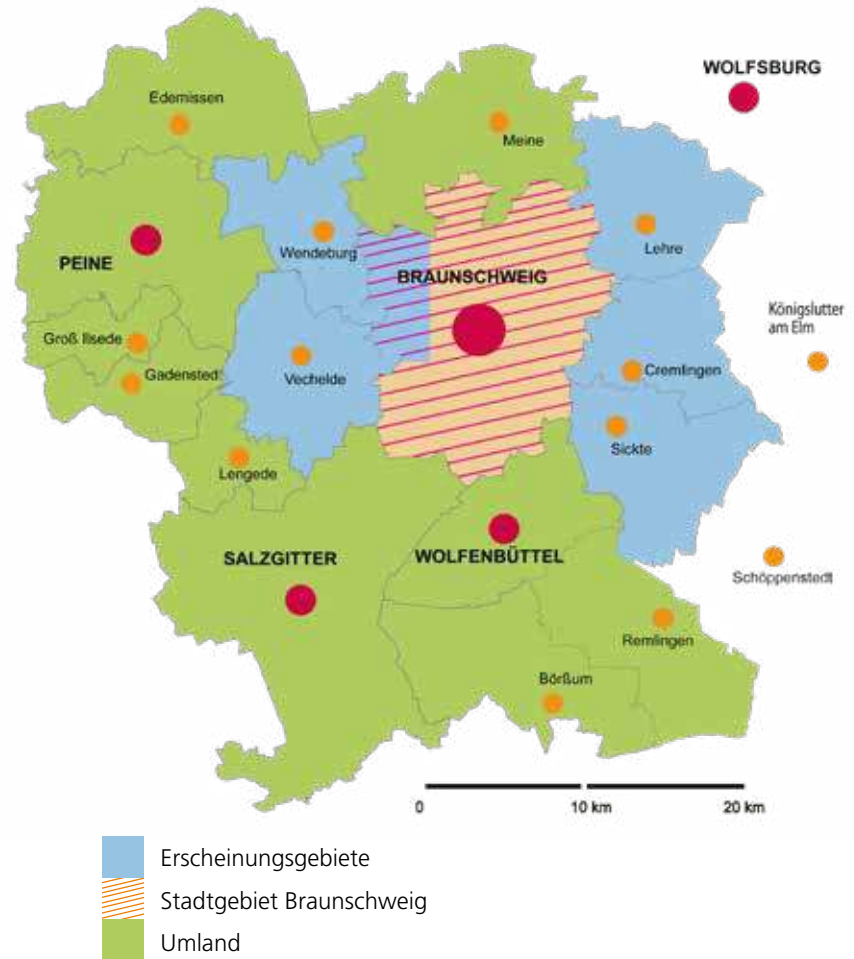 WOLFSBURG
Edemissen
Meine
Wendeburg
Lehre
PEINE
BRAUNSCHWEIG
Königslutter
am Elm
Groß Ilsede
Gadenstedt
Vechelde
Cremlingen
Sickte
Lengede
SALZGITTER
WOLFENBÜTTEL
Schöppenstedt
Remlingen
Börßum
0 10 km 20 km
Erscheinungsgebiete
Stadtgebiet Braunschweig
Umland